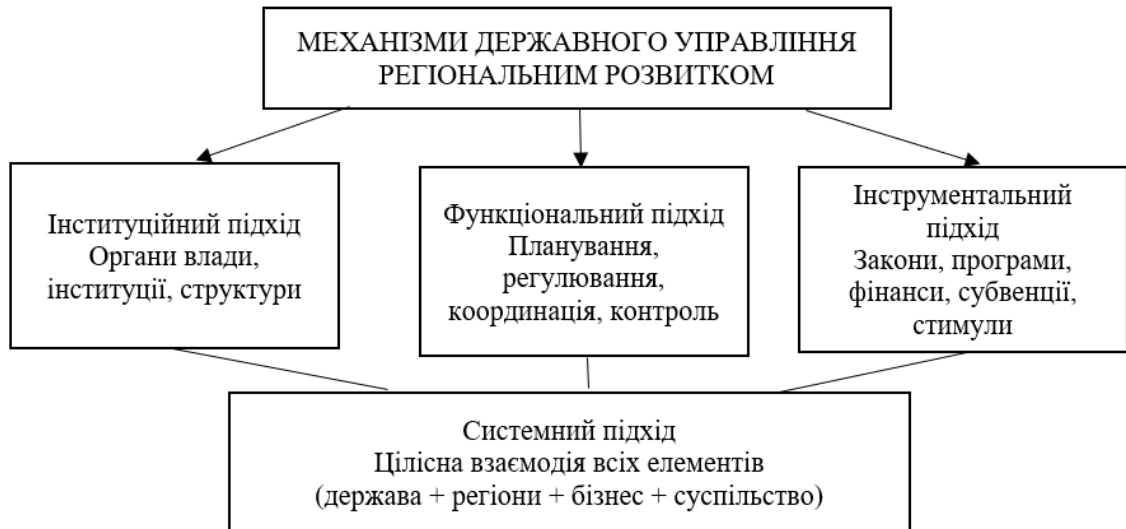 МЕХАНІЗМИ ДЕРЖАВНОГО УПРАВЛІННЯ
РЕГІОНАЛЬНИМ РОЗВИТКОМ
Інституційний підхід
Органи влади,
інституції, структури
Функціональний підхід
Планування,
регулювання,
координація, контроль
Інструментальний
підхід
Закони, програми,
фінанси, субвенції,
стимули
Системний підхід
Цілісна взаємодія всіх елементів
(держава + регіони + бізнес + суспільство)